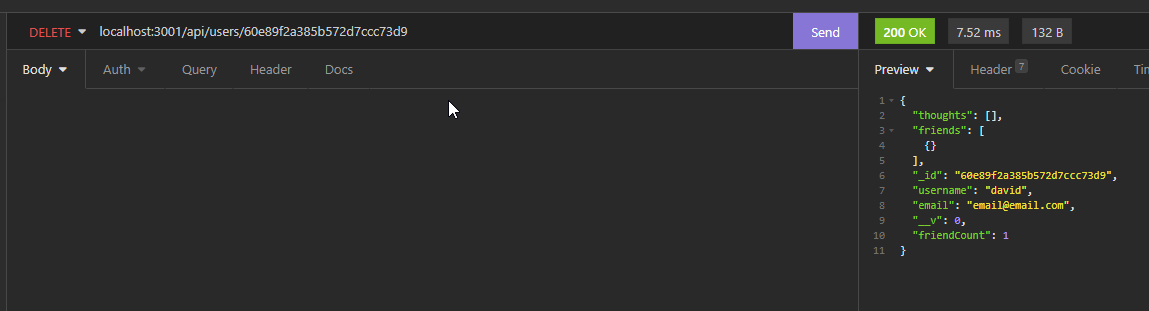 DELETE localhost:3001/api/users/60e89f2a385b572d7ccc73d9 Send 200 OK 7.52 ms 132 B
Body Auth Query Header Docs Preview Header 7 Cookie Tin
1 {
2 "thoughts": [],
3 "friends": [
4 {}
5 ],
6 "_id": "60e89f2a385b572d7ccc73d9",
7 "username": "david",
8 "email": "email@email.com",
9 "__v": 0,
10 "friendCount": 1
11 }